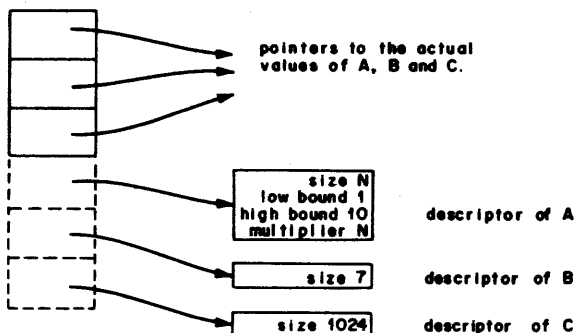 pointers to the actual
values of A, B and C.
size N
low bound 1
high bound 10
multiplier N
descriptor of A
size 7
descriptor of B
size 1024
descriptor of C